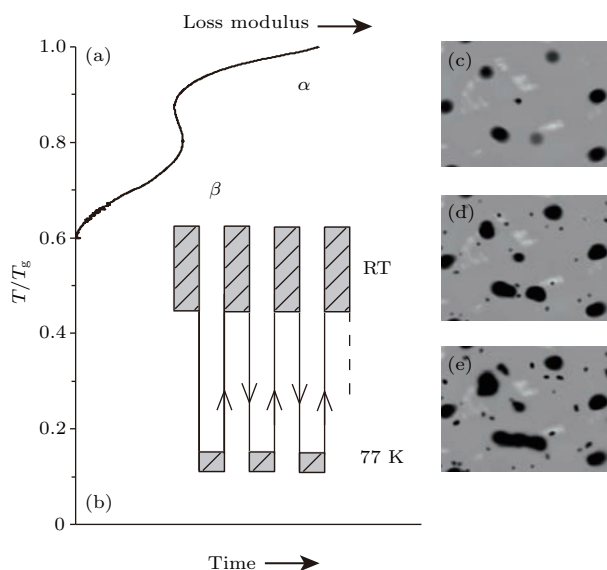 Loss modulus
(a)
1.0
0.8
0.6
0.4
0.2
0
T/Tg
α
β
RT
77 K
(b)
Time
(c)
(d)
(e)